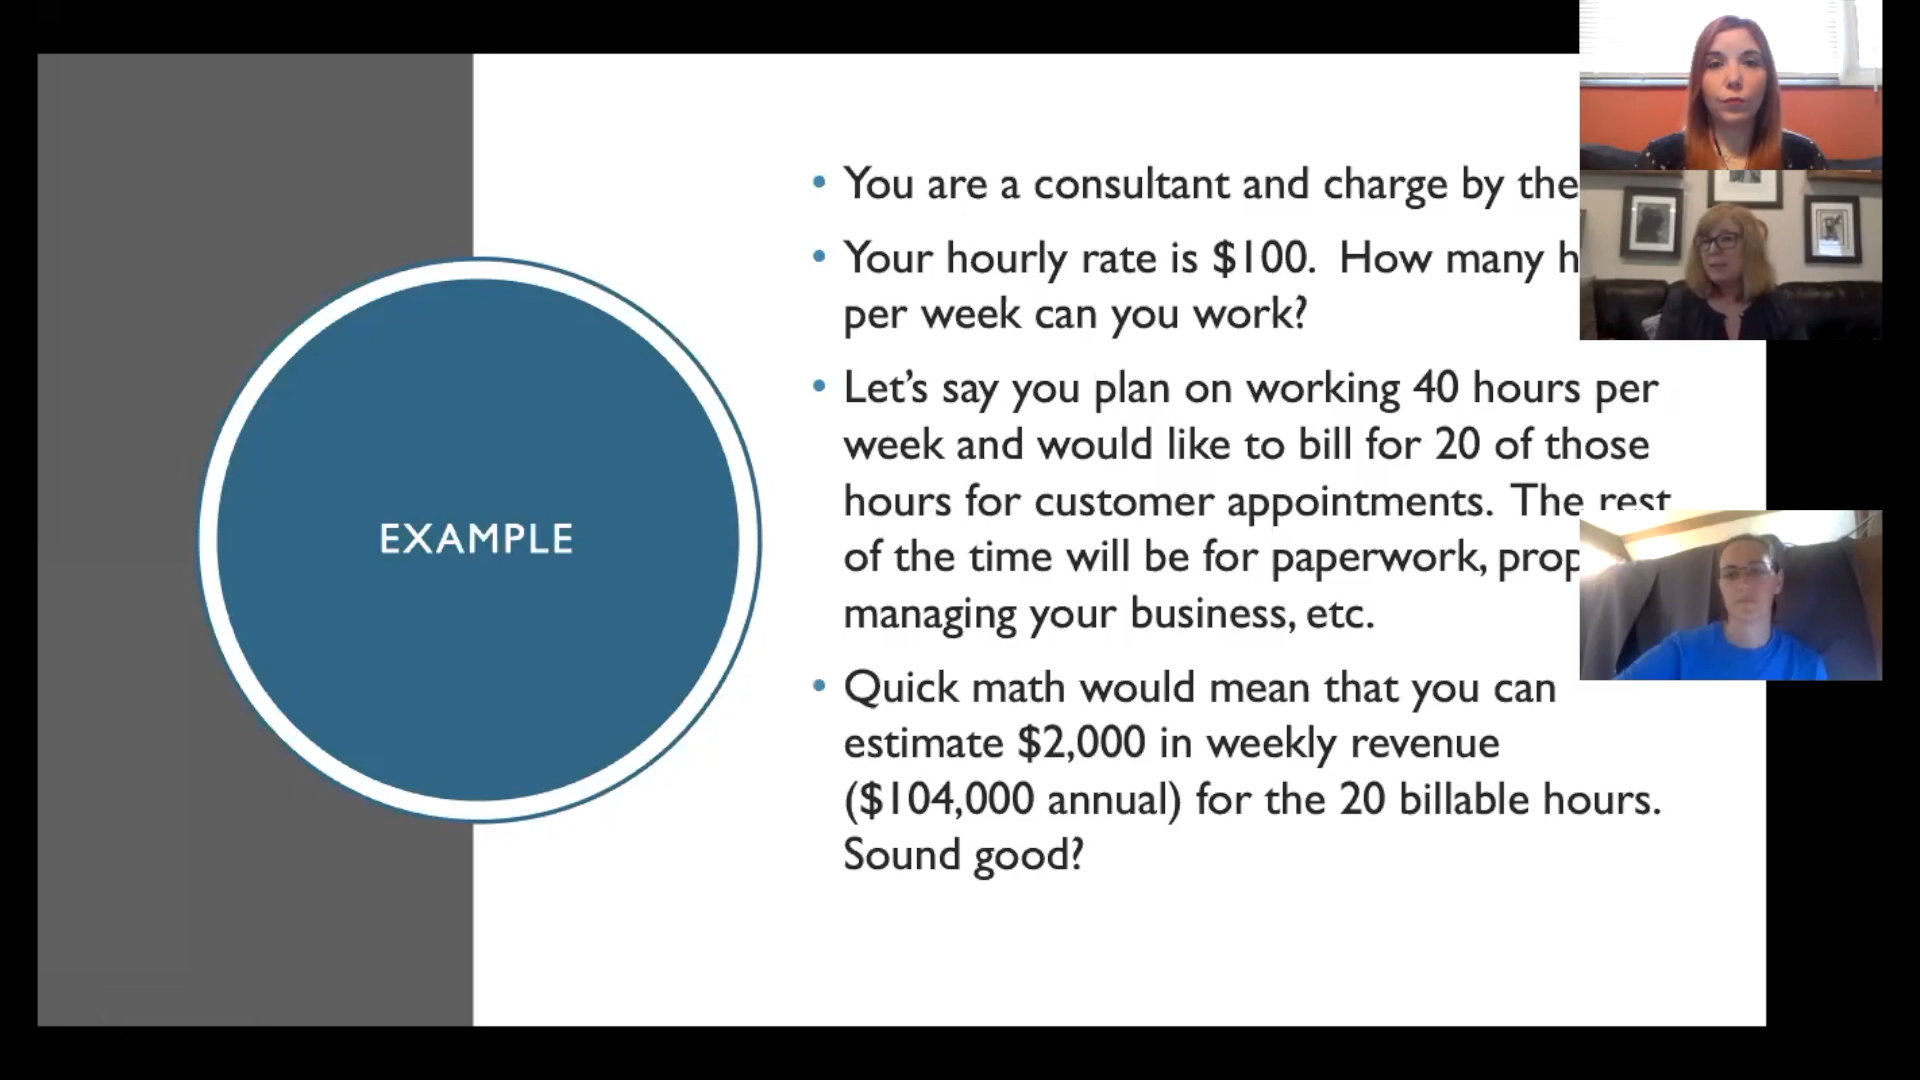 EXAMPLE
• You are a consultant and charge by the
• Your hourly rate is $100. How many
per week can you work?
• Let's say you plan on working 40 hours per
week and would like to bill for 20 of those
hours for customer appointments. The rest
of the time will be for paperwork,
managing your business, etc.
• Quick math would mean that you can
estimate $2,000 in weekly revenue
($104,000 annual) for the 20 billable hours.
Sound good?